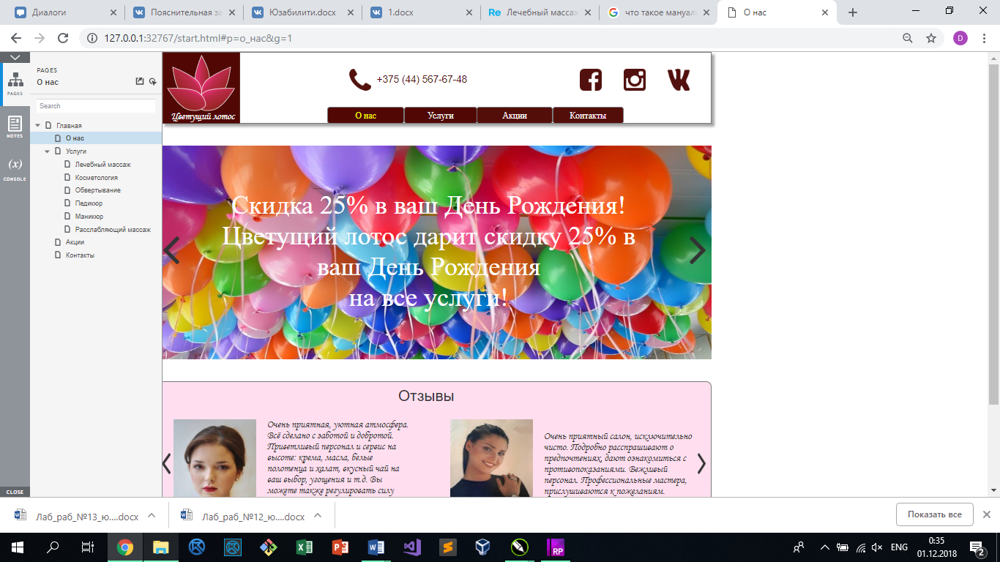 Диалоги
Пояснительная за
Юзабилити.docx
1.docx
Re Лечебный массаж
что такое мануал
О нас
127.0.0.1:32767/start.html#p=о_нас&g=1
D
PAGES
О нас
Search
PAGES
NOTES
(x)
CONSOLE
CLOSE
Главная
О нас
Услуги
Лечебный массаж
Косметология
Обвертывание
Педикюр
Маникюр
Расслабляющий массаж
Акции
Контакты
Цветущий лотос
+375 (44) 567-67-48
О нас
Услуги
Акции
Контакты
Скидка 25% в ваш День Рождения!
Цветущий лотос дарит скидку 25% в
ваш День Рождения
на все услуги!
Отзывы
Очень приятная, уютная атмосфера.
Всё сделано с заботой и добротой.
Приветливый персонал и сервис на
высоте: крема, масла, белые
полотенца и халат, вкусный чай на
ваш выбор, угощения и т.д. Вы
можете также регулировать силу
Очень приятный салон, исключительно
чисто. Подробно расспрашивают о
предпочтениях, дают ознакомиться с
противопоказаниями. Вежливый
персонал. Профессиональные мастера,
прислушиваются к пожеланиям.
Лаб_раб_№13_ю....docx
Лаб_раб_№12_ю....docx
Показать все
RP
ENG
0:35
01.12.2018
2